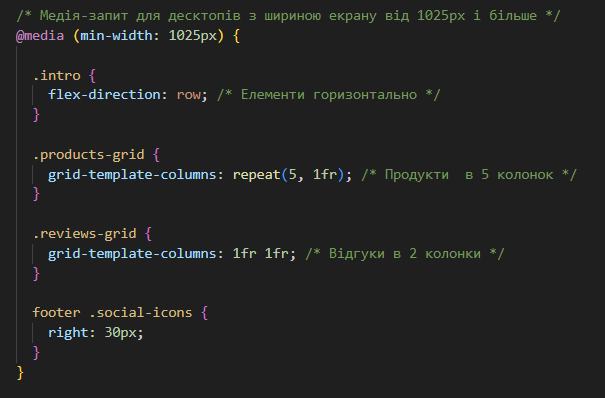 /* Медія-запит для десктопів з шириною екрану від 1025px і більше */
@media (min-width: 1025px) {
.intro {
flex-direction: row; /* Елементи горизонтально */
}
.products-grid {
grid-template-columns: repeat(5, 1fr); /* Продукти  в 5 колонок */
}
.reviews-grid {
grid-template-columns: 1fr 1fr; /* Відгуки в 2 колонки */
}
footer .social-icons {
right: 30px;
}
}